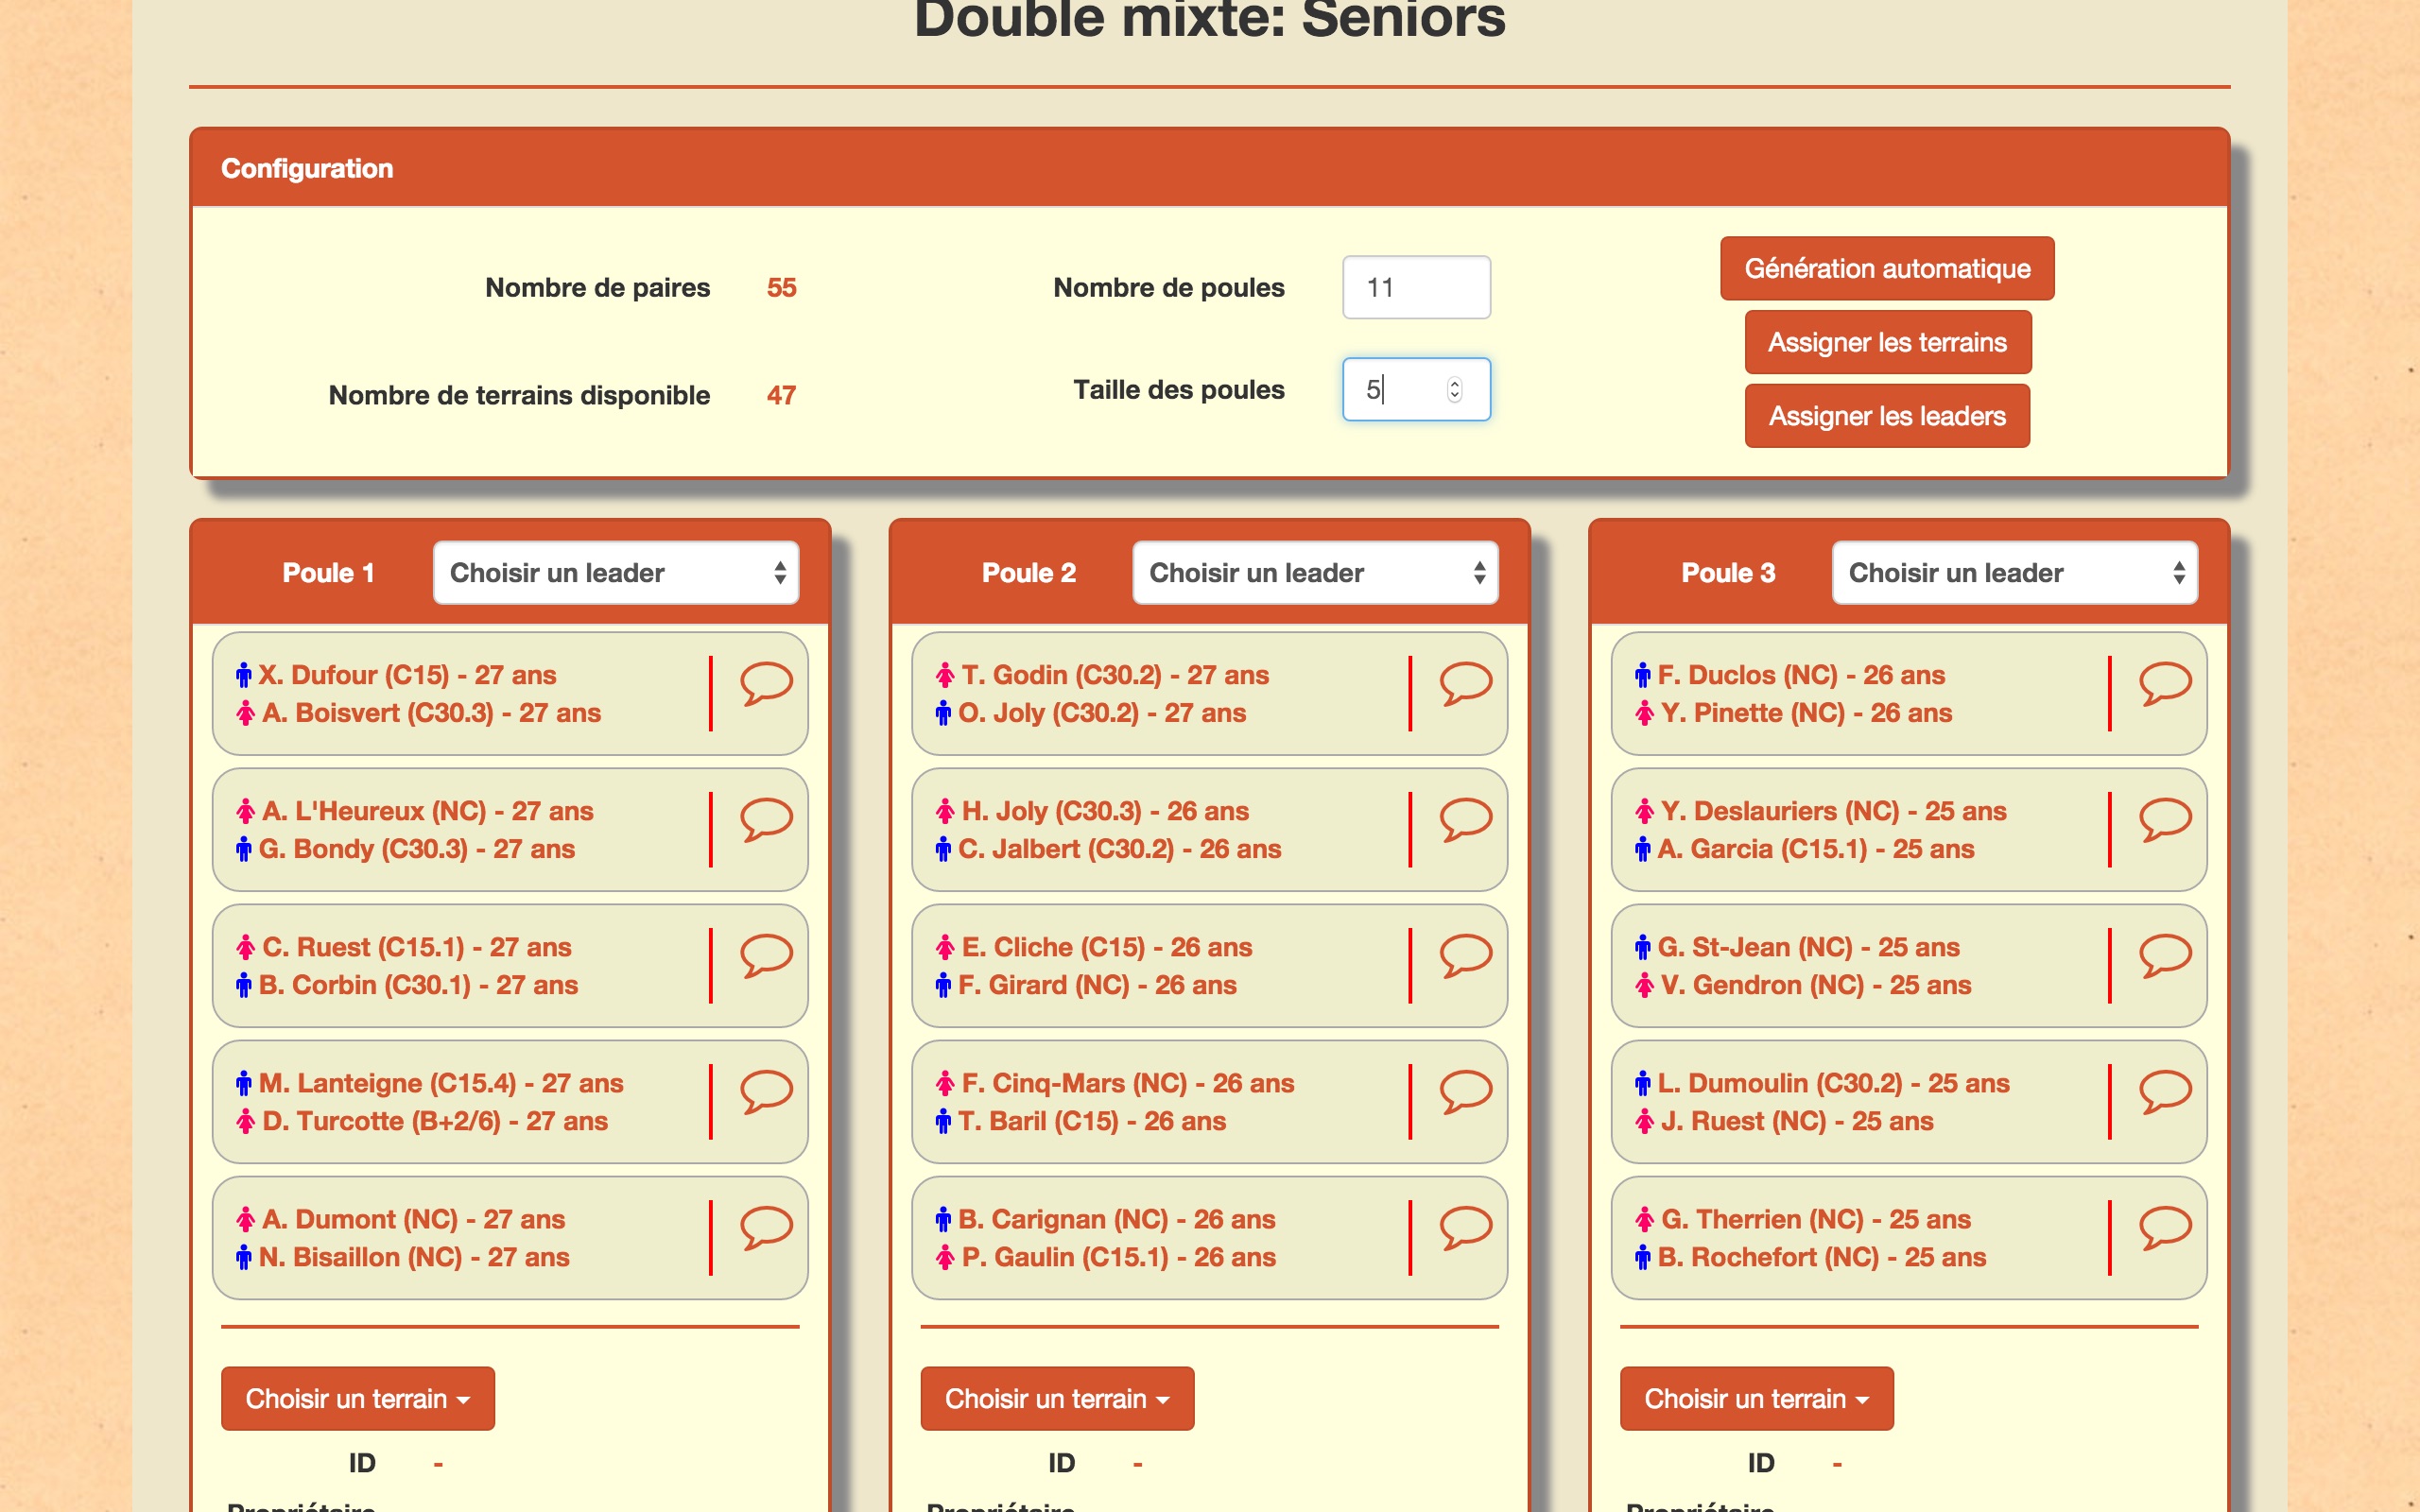 Double mixte: Seniors
Configuration
Nombre de paires 55
Nombre de poules 11
Génération automatique
Assigner les terrains
Nombre de terrains disponible 47
Taille des poules 5
Assigner les leaders
Poule 1 Choisir un leader
X. Dufour (C15) - 27 ans
A. Boisvert (C30.3) - 27 ans
A. L'Heureux (NC) - 27 ans
G. Bondy (C30.3) - 27 ans
C. Ruest (C15.1) - 27 ans
B. Corbin (C30.1) - 27 ans
M. Lanteigne (C15.4) - 27 ans
D. Turcotte (B+2/6) - 27 ans
A. Dumont (NC) - 27 ans
N. Bisaillon (NC) - 27 ans
Choisir un terrain
ID -
Propriétaire
Poule 2 Choisir un leader
T. Godin (C30.2) - 27 ans
O. Joly (C30.2) - 27 ans
H. Joly (C30.3) - 26 ans
C. Jalbert (C30.2) - 26 ans
E. Cliche (C15) - 26 ans
F. Girard (NC) - 26 ans
F. Cinq-Mars (NC) - 26 ans
T. Baril (C15) - 26 ans
B. Carignan (NC) - 26 ans
P. Gaulin (C15.1) - 26 ans
Choisir un terrain
ID -
Propriétaire
Poule 3 Choisir un leader
F. Duclos (NC) - 26 ans
Y. Pinette (NC) - 26 ans
Y. Deslauriers (NC) - 25 ans
A. Garcia (C15.1) - 25 ans
G. St-Jean (NC) - 25 ans
V. Gendron (NC) - 25 ans
L. Dumoulin (C30.2) - 25 ans
J. Ruest (NC) - 25 ans
G. Therrien (NC) - 25 ans
B. Rochefort (NC) - 25 ans
Choisir un terrain
ID -
Propriétaire